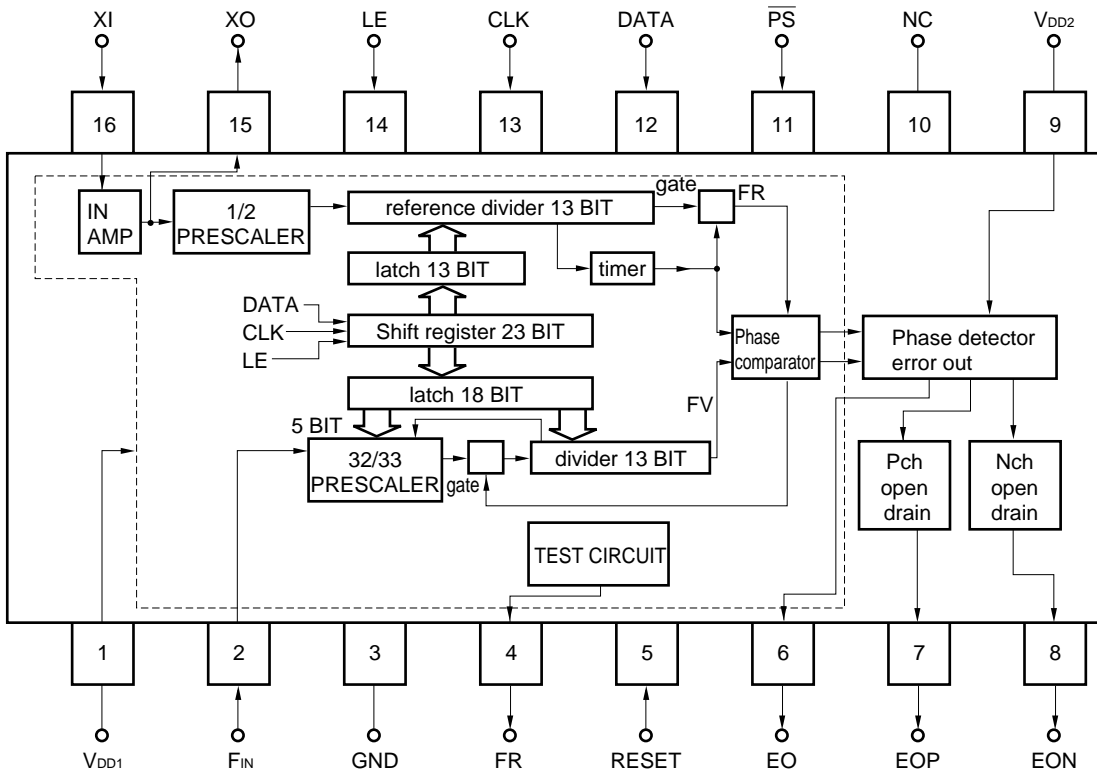 XI XO LE CLK DATA PS NC VDD2
16 15 14 13 12 11 10 9
IN
AMP
1/2
PRESCALER
reference divider 13 BIT
gate
FR
latch 13 BIT
timer
DATA
CLK
LE
Shift register 23 BIT
Phase
comparator
Phase detector
error out
latch 18 BIT
FV
5 BIT
32/33
PRESCALER
gate
divider 13 BIT
Pch
open
drain
Nch
open
drain
TEST CIRCUIT
1 2 3 4 5 6 7 8
VDD1 FIN GND FR RESET EO EOP EON